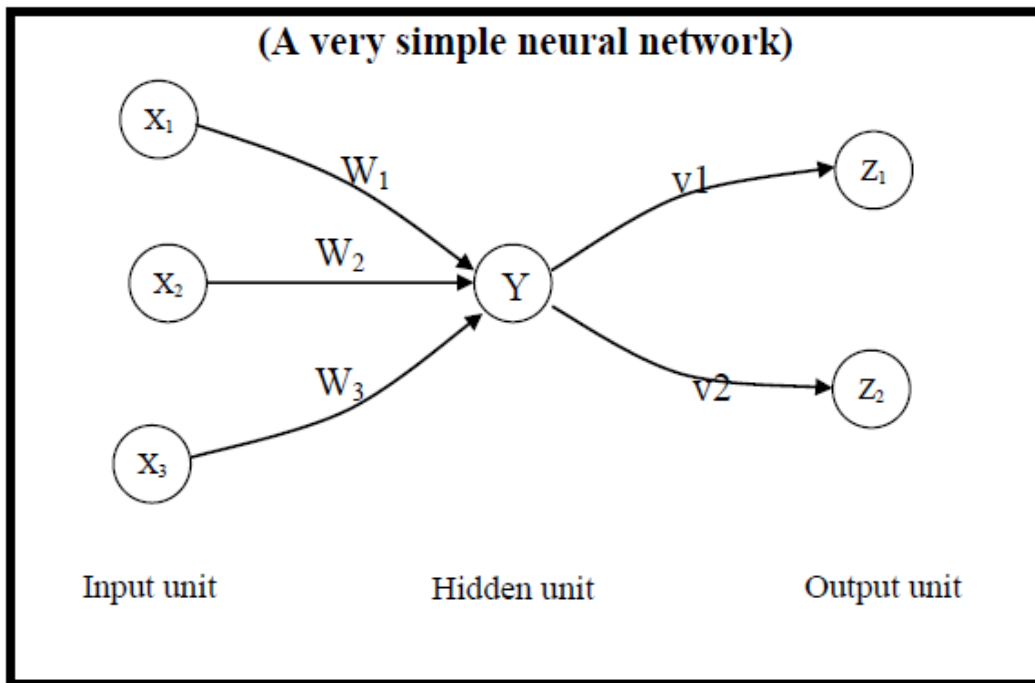 (A very simple neural network)
X₁
W₁
v1
Z₁
W₂
X₂
Y
W₃
v2
Z₂
X₃
Input unit
Hidden unit
Output unit